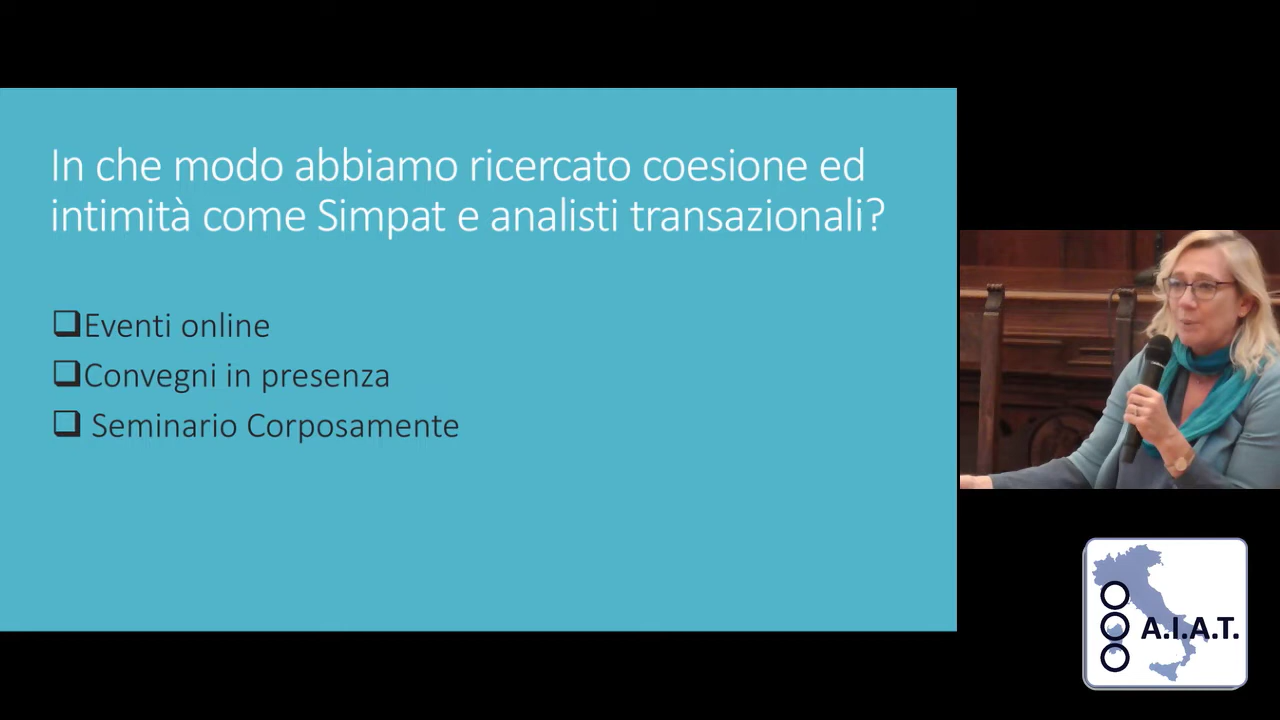 In che modo abbiamo ricercato coesione ed
intimità come Simpat e analisti transazionali?
❑Eventi online
❑Convegni in presenza
❑ Seminario Corposamente
A.I.A.T.